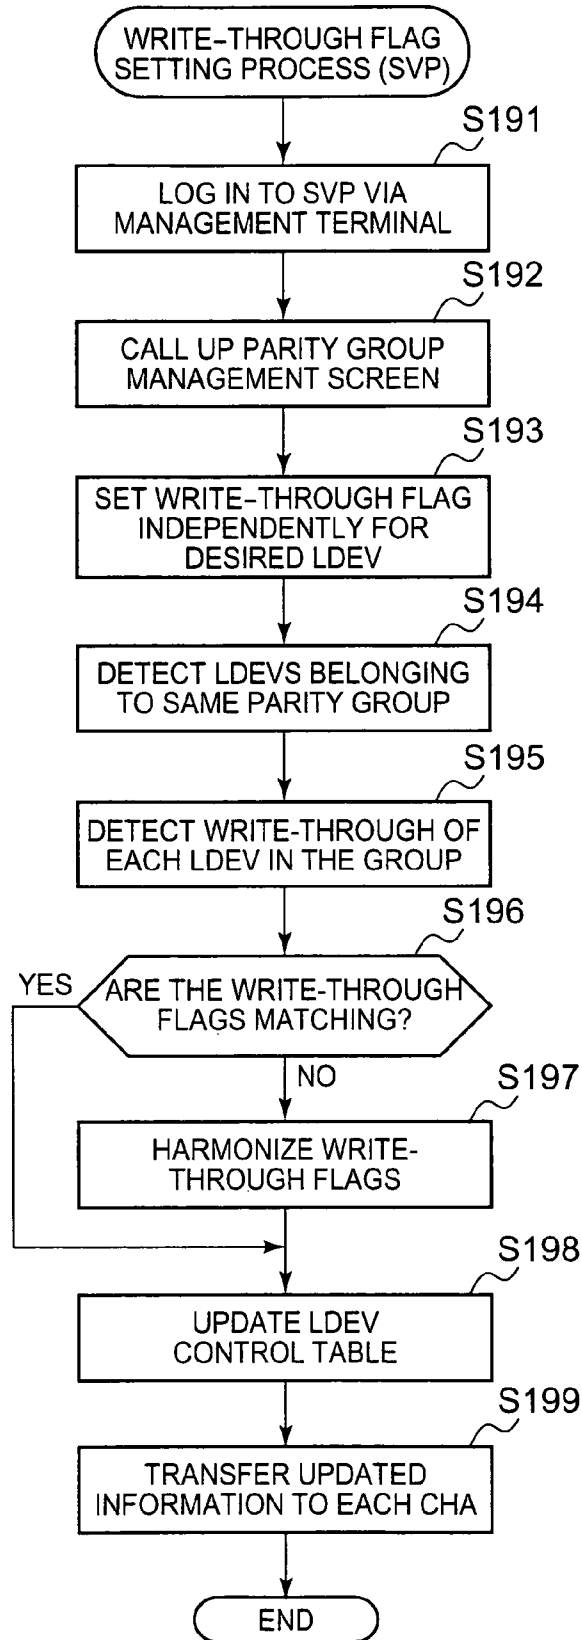 WRITE-THROUGH FLAG
SETTING PROCESS (SVP)
S191
LOG IN TO SVP VIA
MANAGEMENT TERMINAL
S192
CALL UP PARITY GROUP
MANAGEMENT SCREEN
S193
SET WRITE-THROUGH FLAG
INDEPENDENTLY FOR
DESIRED LDEV
S194
DETECT LDEVS BELONGING
TO SAME PARITY GROUP
S195
DETECT WRITE-THROUGH OF
EACH LDEV IN THE GROUP
S196
YES
ARE THE WRITE-THROUGH
FLAGS MATCHING?
NO
S197
HARMONIZE WRITE-
THROUGH FLAGS
S198
UPDATE LDEV
CONTROL TABLE
S199
TRANSFER UPDATED
INFORMATION TO EACH CHA
END